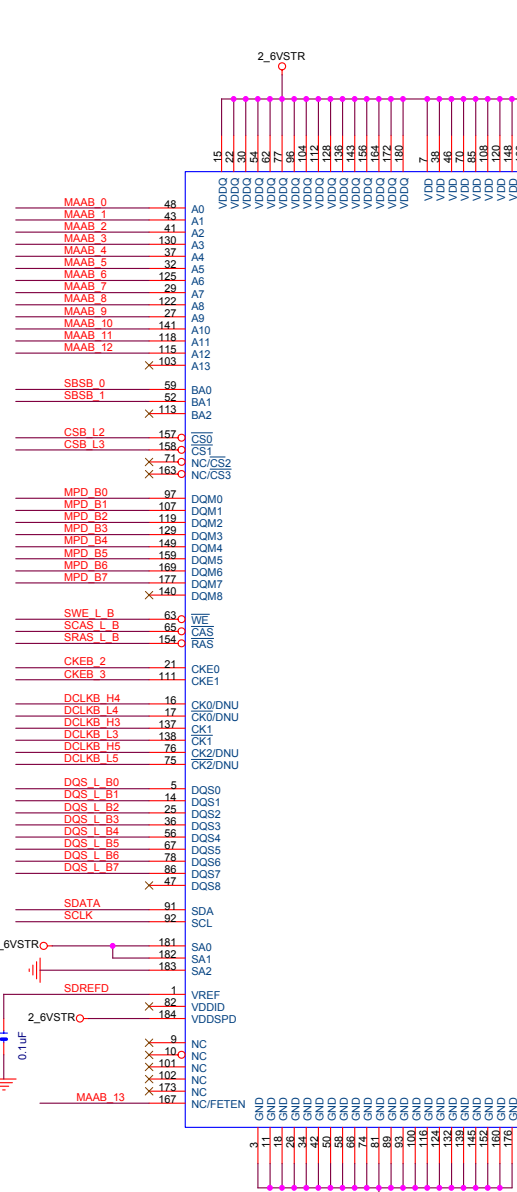 2_6VSTR
15 22 30 54 62 77 96 104 112 128 136 143 156 164 172 180 7 38 46 70 85 108 120 148
VDDQ VDDQ VDDQ VDDQ VDDQ VDDQ VDDQ VDDQ VDDQ VDDQ VDDQ VDDQ VDDQ VDDQ VDDQ VDDQ VDD VDD VDD VDD VDD VDD VDD VDD
MAAB_0 48 A0
MAAB_1 43 A1
MAAB_2 41 A2
MAAB_3 130 A3
MAAB_4 37 A4
MAAB_5 32 A5
MAAB_6 125 A6
MAAB_7 29 A7
MAAB_8 122 A8
MAAB_9 27 A9
MAAB_10 141 A10
MAAB_11 118 A11
MAAB_12 115 A12
103 A13
SBSB_0 59 BA0
SBSB_1 52 BA1
113 BA2
CSB_L2 157 CS0
CSB_L3 158 CS1
71 NC/CS2
163 NC/CS3
MPD_B0 97 DQM0
MPD_B1 107 DQM1
MPD_B2 119 DQM2
MPD_B3 129 DQM3
MPD_B4 149 DQM4
MPD_B5 159 DQM5
MPD_B6 169 DQM6
MPD_B7 177 DQM7
140 DQM8
SWE_L_B 63 WE
SCAS_L_B 65 CAS
SRAS_L_B 154 RAS
CKEB_2 21 CKE0
CKEB_3 111 CKE1
DCLKB_H4 16 CK0/DNU
DCLKB_L4 17 CK0/DNU
DCLKB_H3 137 CK1
DCLKB_L3 138 CK1
DCLKB_H5 76 CK2/DNU
DCLKB_L5 75 CK2/DNU
DQS_L_B0 5 DQS0
DQS_L_B1 14 DQS1
DQS_L_B2 25 DQS2
DQS_L_B3 36 DQS3
DQS_L_B4 56 DQS4
DQS_L_B5 67 DQS5
DQS_L_B6 78 DQS6
DQS_L_B7 86 DQS7
47 DQS8
SDATA 91 SDA
SCLK 92 SCL
_6VSTR 181 SA0
182 SA1
183 SA2
SDREFD 1 VREF
82 VDDID
2_6VSTR 184 VDDSPD
0.1uF
9 NC
10 NC
101 NC
102 NC
173 NC
MAAB_13 167 NC/FETEN
GND GND GND GND GND GND GND GND GND GND GND GND GND GND GND GND GND GND GND GND GND GND
3 11 18 26 34 42 50 58 66 74 81 89 93 100 116 124 132 139 145 152 160 176